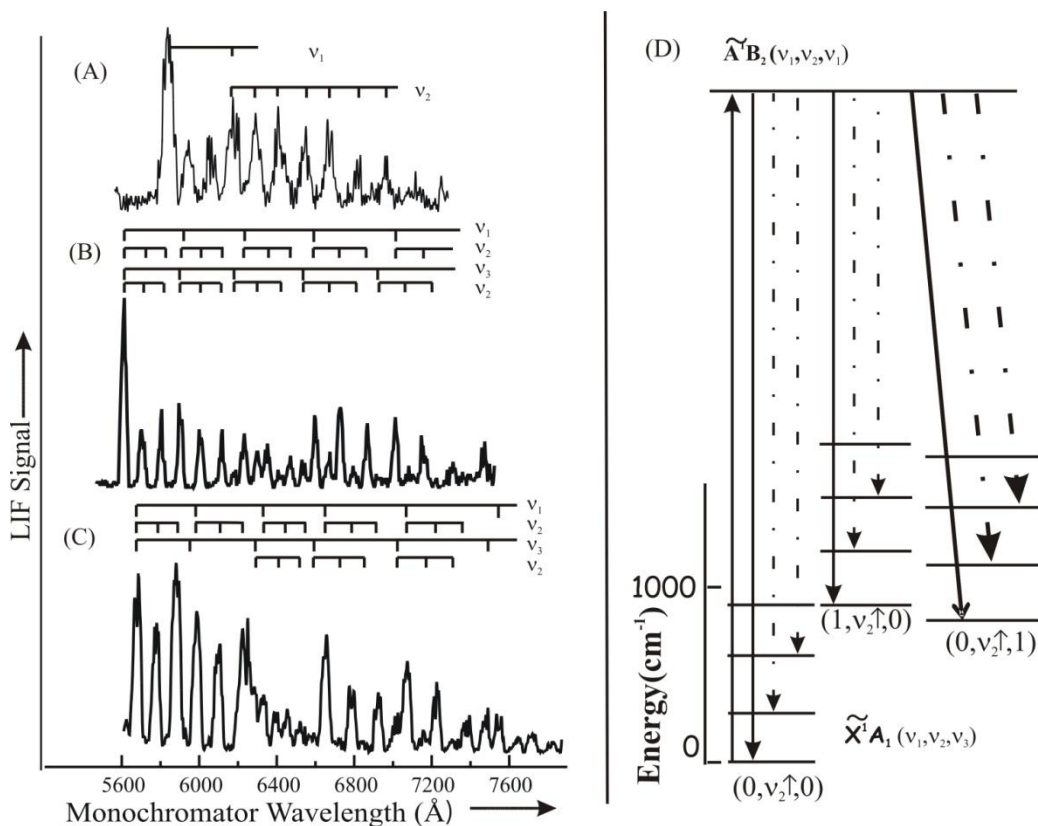 (A)
ν₁
ν₂
(B)
ν₁
ν₂
ν₃
ν₂
(C)
ν₁
ν₂
ν₃
ν₂
LIF Signal
5600 6000 6400 6800 7200 7600
Monochromator Wavelength (Å)
(D)
Ã¹B₂(ν₁,ν₂,ν₁)
1000
(1,ν₂↑,0)
(0,ν₂↑,1)
Energy(cm⁻¹)
0
X̃¹A₁(ν₁,ν₂,ν₃)
(0,ν₂↑,0)